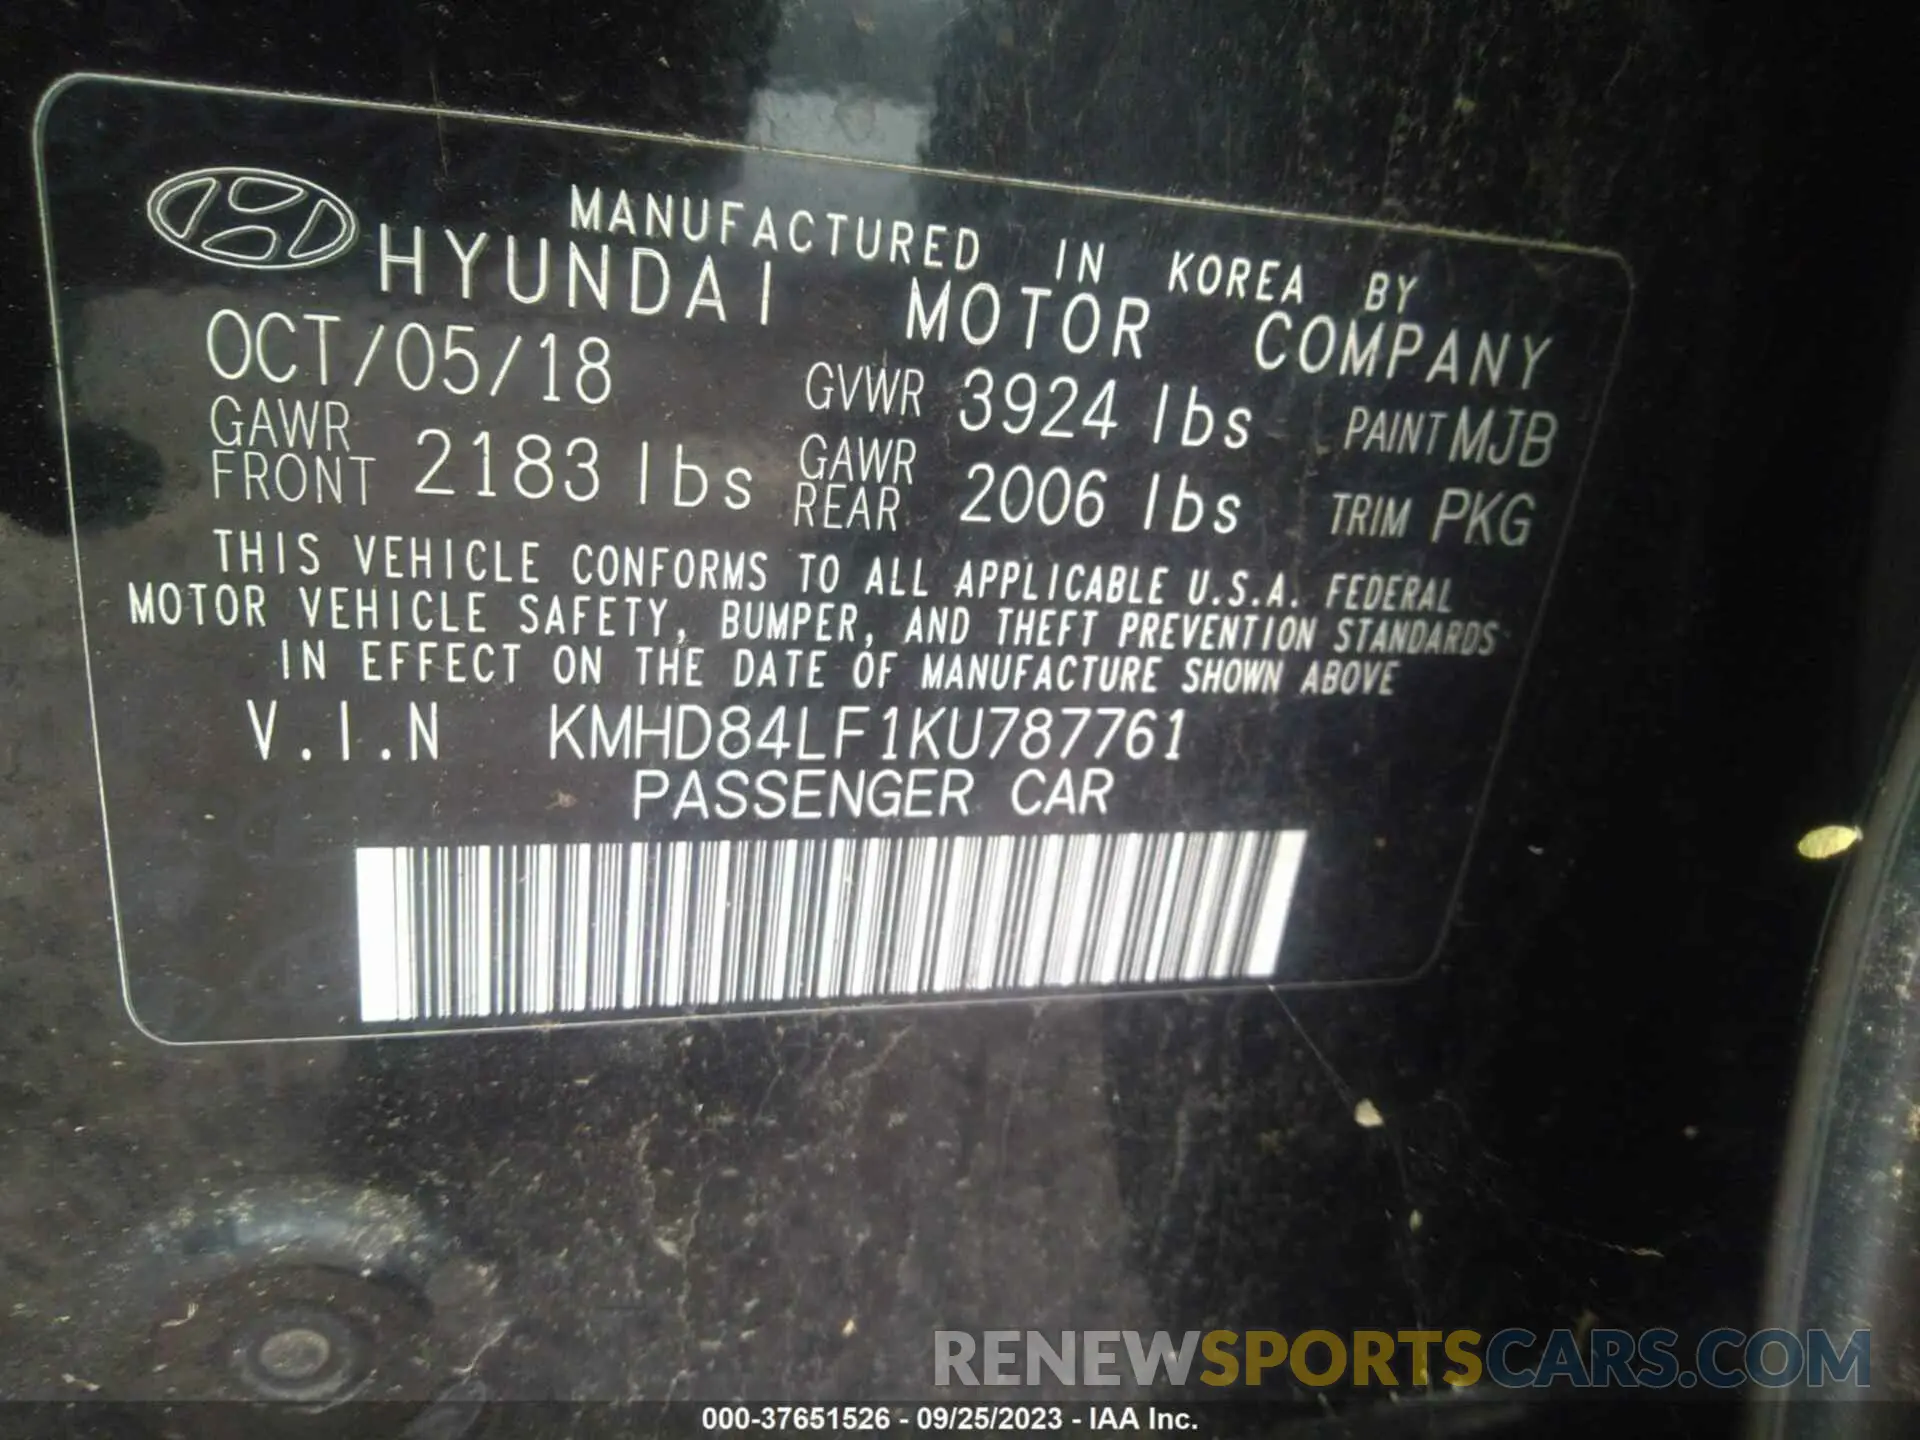 MANUFACTURED IN KOREA BY
HYUNDAI MOTOR COMPANY
OCT/05/18 GVWR 3924 lbs PAINT MJB
GAWR FRONT 2183 lbs GAWR REAR 2006 lbs TRIM PKG
THIS VEHICLE CONFORMS TO ALL APPLICABLE U.S.A. FEDERAL
MOTOR VEHICLE SAFETY, BUMPER, AND THEFT PREVENTION STANDARDS
IN EFFECT ON THE DATE OF MANUFACTURE SHOWN ABOVE
V.I.N KMHD84LF1KU787761
PASSENGER CAR
RENEWSPORTSCARS.COM
000-37651526 - 09/25/2023 - IAA Inc.